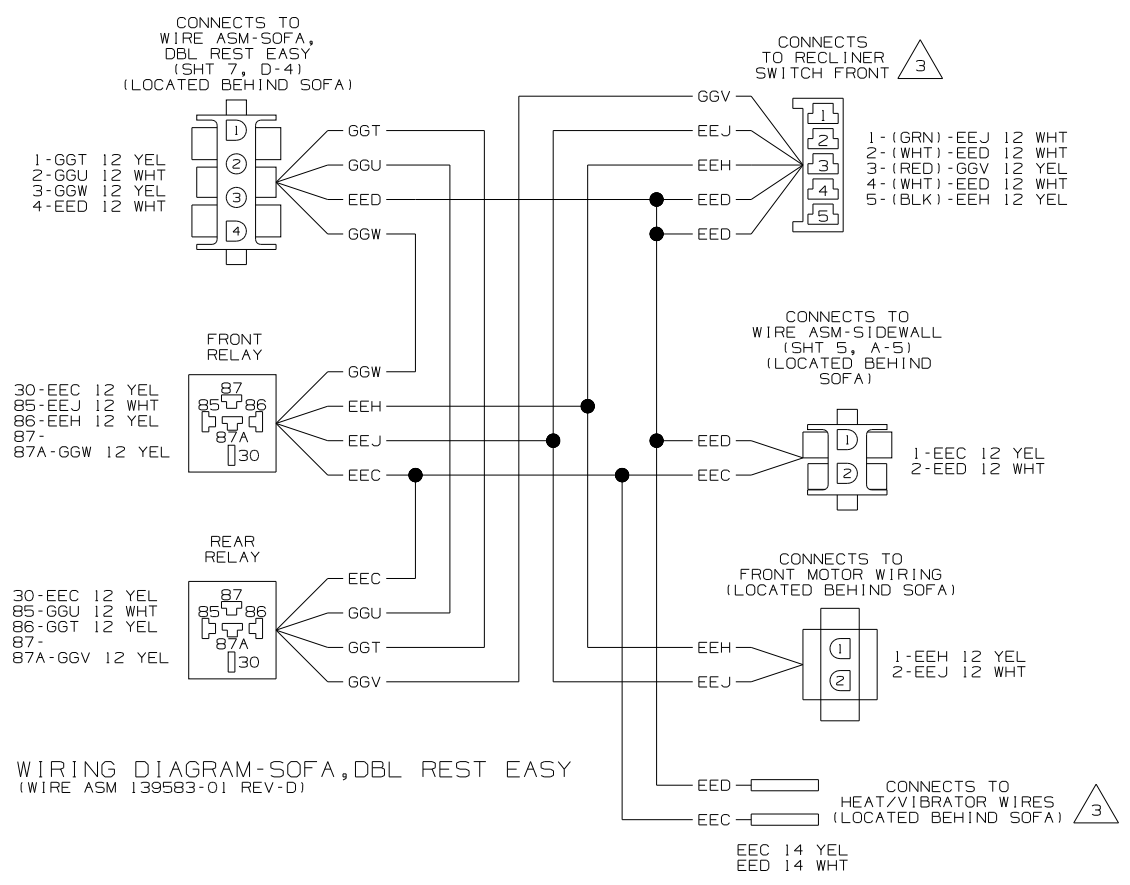 CONNECTS TO
WIRE ASM-SOFA,
DBL REST EASY
(SHT 7, D-4)
(LOCATED BEHIND SOFA)
1
2
3
4
1-GGT 12 YEL
2-GGU 12 WHT
3-GGW 12 YEL
4-EED 12 WHT
GGT
GGU
EED
GGW
CONNECTS
TO RECLINER
SWITCH FRONT
3
GGV
EEJ
EEH
EED
EED
1
2
3
4
5
1-(GRN)-EEJ 12 WHT
2-(WHT)-EED 12 WHT
3-(RED)-GGV 12 YEL
4-(WHT)-EED 12 WHT
5-(BLK)-EEH 12 YEL
FRONT
RELAY
30-EEC 12 YEL
85-EEJ 12 WHT
86-EEH 12 YEL
87-
87A-GGW 12 YEL
87
85 86
87A
30
GGW
EEH
EEJ
EEC
CONNECTS TO
WIRE ASM-SIDEWALL
(SHT 5, A-5)
(LOCATED BEHIND
SOFA)
EED
EEC
1
2
1-EEC 12 YEL
2-EED 12 WHT
REAR
RELAY
30-EEC 12 YEL
85-GGU 12 WHT
86-GGT 12 YEL
87-
87A-GGV 12 YEL
87
85 86
87A
30
EEC
GGU
GGT
GGV
CONNECTS TO
FRONT MOTOR WIRING
(LOCATED BEHIND SOFA)
EEH
EEJ
1
2
1-EEH 12 YEL
2-EEJ 12 WHT
WIRING DIAGRAM-SOFA,DBL REST EASY
(WIRE ASM 139583-01 REV-D)
EED
EEC
CONNECTS TO
HEAT/VIBRATOR WIRES
(LOCATED BEHIND SOFA)
3
EEC 14 YEL
EED 14 WHT